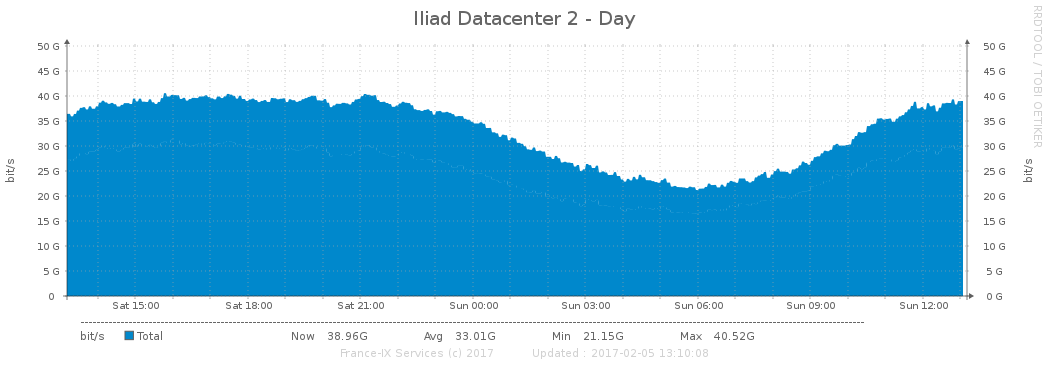 Iliad Datacenter 2 - Day
RRDTOOL / TOBI OETIKER
bit/s
bit/s
50 G 50 G
45 G 45 G
40 G 40 G
35 G 35 G
30 G 30 G
25 G 25 G
20 G 20 G
15 G 15 G
10 G 10 G
5 G 5 G
0 0 G
Sat 15:00 Sat 18:00 Sat 21:00 Sun 00:00 Sun 03:00 Sun 06:00 Sun 09:00 Sun 12:00
bit/s Total Now 38.96G Avg 33.01G Min 21.15G Max 40.52G
France-IX Services (c) 2017 Updated : 2017-02-05 13:10:08